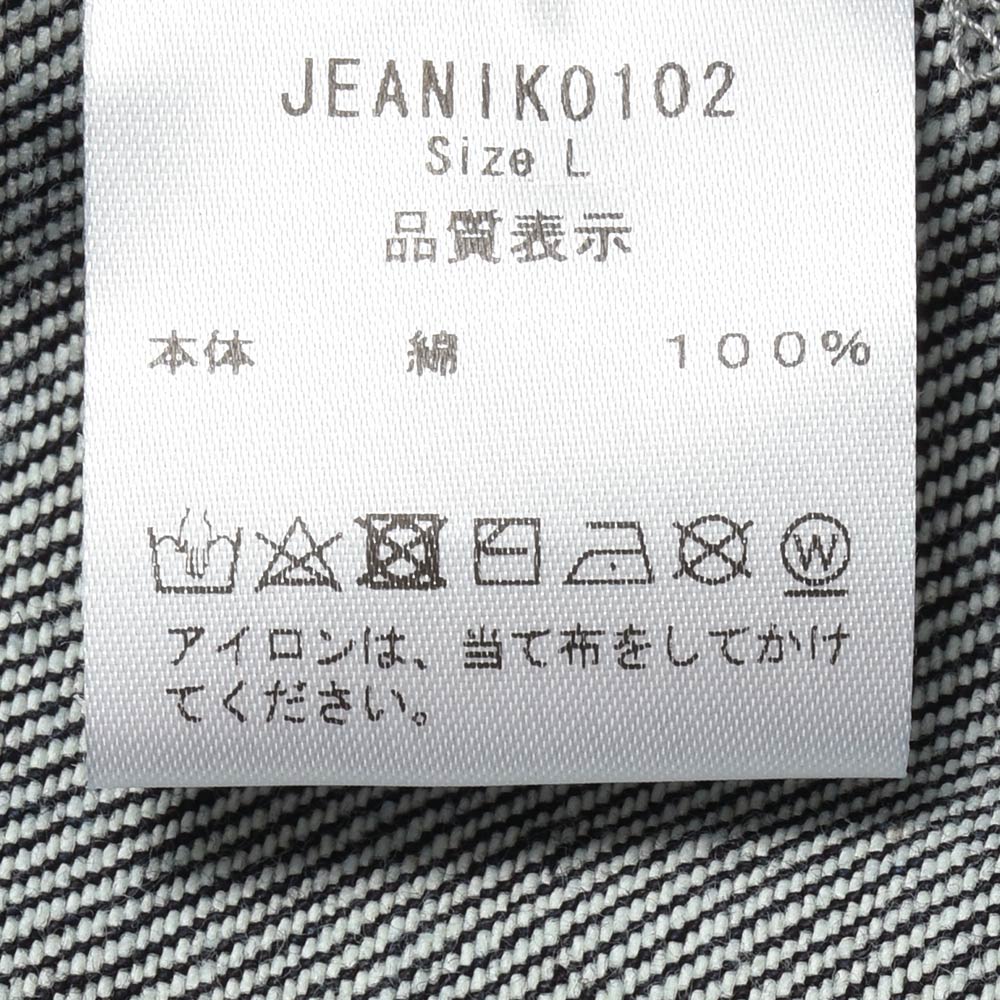 JEANIK0102
Size L
品質表示
本体 綿 100%
W
アイロンは、当て布をしてかけ
てください。